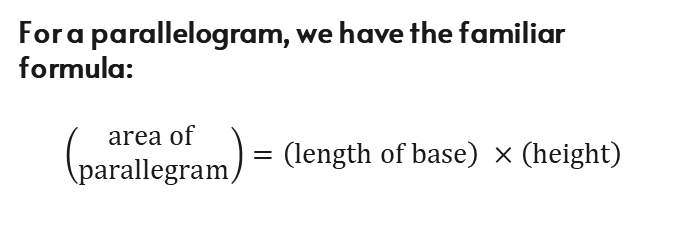 For a parallelogram, we have the familiar
formula:
(area of
parallegram) = (length of base) × (height)